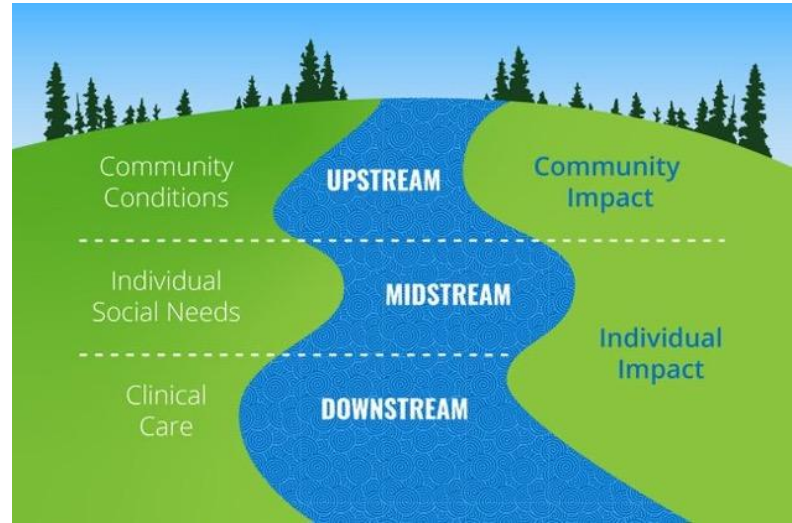 Community
Conditions
UPSTREAM
Community
Impact
Individual
Social Needs
MIDSTREAM
Individual
Impact
Clinical
Care
DOWNSTREAM